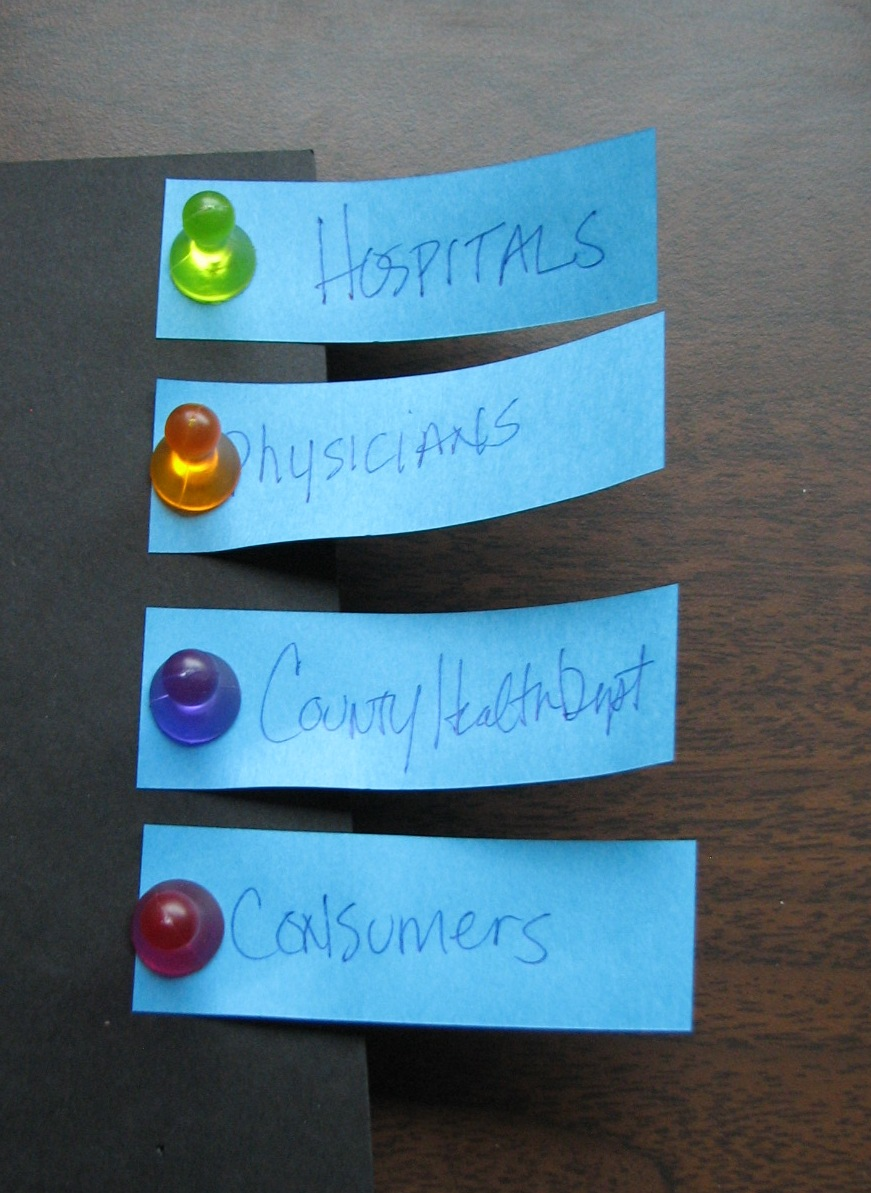 HOSPITALS
PhysiciANS
COUNTY Health Dept
CoNSumers